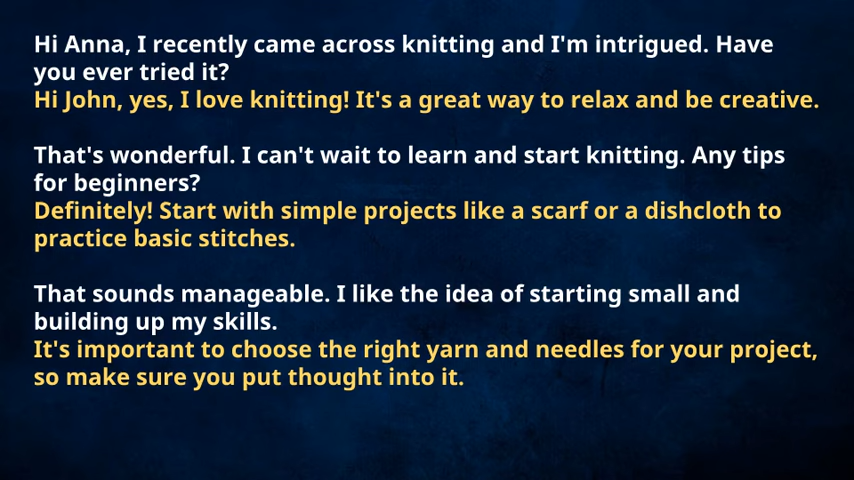 Hi Anna, I recently came across knitting and I'm intrigued. Have
you ever tried it?
Hi John, yes, I love knitting! It's a great way to relax and be creative.
That's wonderful. I can't wait to learn and start knitting. Any tips
for beginners?
Definitely! Start with simple projects like a scarf or a dishcloth to
practice basic stitches.
That sounds manageable. I like the idea of starting small and
building up my skills.
It's important to choose the right yarn and needles for your project,
so make sure you put thought into it.